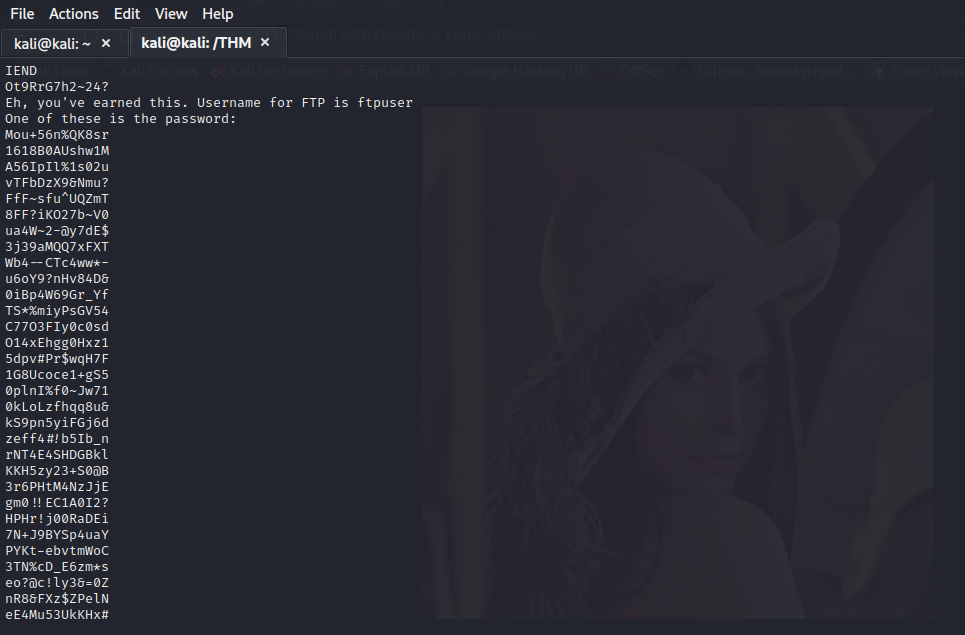 File Actions Edit View Help
kali@kali: ~ × kali@kali: /THM ×
Search with Google or enter address
Kali Forums Kali NetHunter Exploit-DB Google Hacking DB OffSec GitHub - swisskyrepo/... PowerView
IEND
Ot9RrG7h2~24?
Eh, you've earned this. Username for FTP is ftpuser
One of these is the password:
Mou+56n%QK8sr
1618B0AUshw1M
A56IpIl%1s02u
vTFbDzX9&Nmu?
FfF~sfu^UQZmT
8FF?iKO27b~V0
ua4W~2-@y7dE$
3j39aMQQ7xFXT
Wb4--CTc4ww*-
u6oY9?nHv84D&
0iBp4W69Gr_Yf
TS*%miyPsGV54
C77O3FIy0c0sd
O14xEhgg0Hxz1
5dpv#Pr$wqH7F
1G8Ucoce1+gS5
0plnI%f0~Jw71
0kLoLzfhqq8u&
kS9pn5yiFGj6d
zeff4#!b5Ib_n
rNT4E4SHDGBkl
KKH5zy23+S0@B
3r6PHtM4NzJjE
gm0!!EC1A0I2?
HPHr!j00RaDEi
7N+J9BYSp4uaY
PYKt-ebvtmWoC
3TN%cD_E6zm*s
eo?@c!ly3&=0Z
nR8&FXz$ZPelN
eE4Mu53UkKHx#